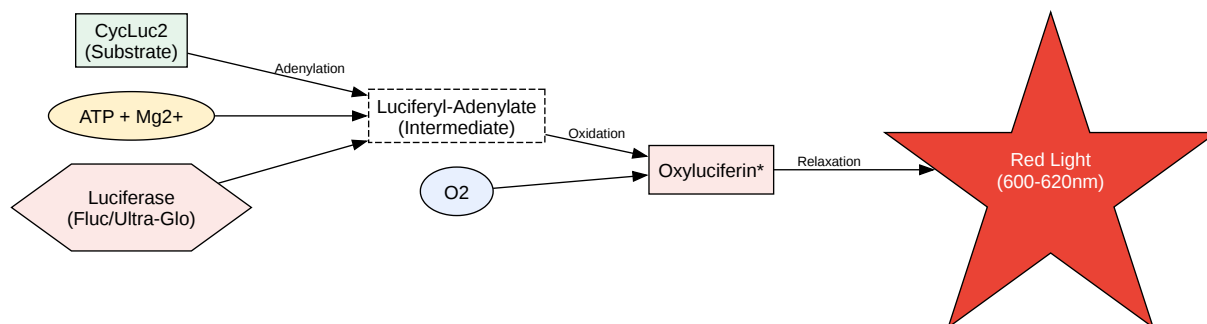 CycLuc2
(Substrate)
Adenylation
ATP + Mg2+
Luciferase
(Fluc/Ultra-Glo)
Luciferyl-Adenylate
(Intermediate)
Oxidation
O2
Oxyluciferin*
Relaxation
Red Light
(600-620nm)